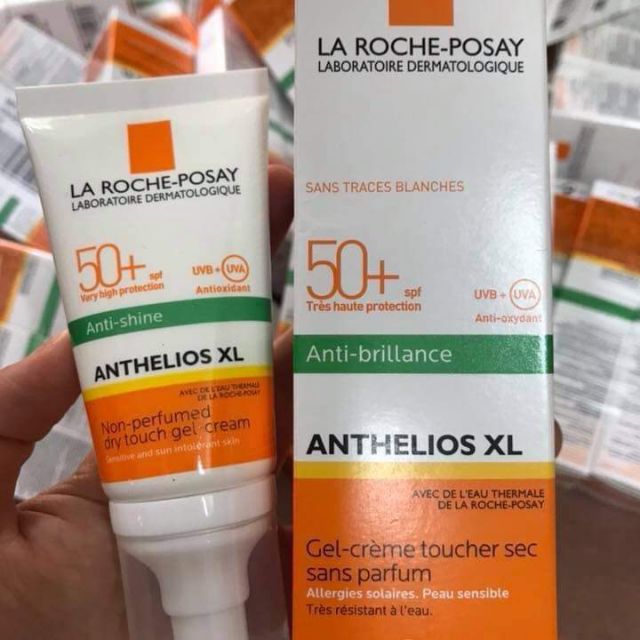 LA ROCHE-POSAY
LABORATOIRE DERMATOLOGIQUE
50+ spf
Very high protection
UVB + UVA
Antioxidant
Anti-shine
ANTHELIOS XL
AVEC DE L'EAU THERMALE
DE LA ROCHE-POSAY
Non-perfumed
dry touch gel-cream
Sensitive and sun intolerant skin
LA ROCHE-POSAY
LABORATOIRE DERMATOLOGIQUE
SANS TRACES BLANCHES
50+ spf
Très haute protection
UVB + UVA
Anti-oxydant
Anti-brillance
ANTHELIOS XL
AVEC DE L'EAU THERMALE
DE LA ROCHE-POSAY
Gel-crème toucher sec
sans parfum
Allergies solaires. Peau sensible
Très résistant à l'eau.